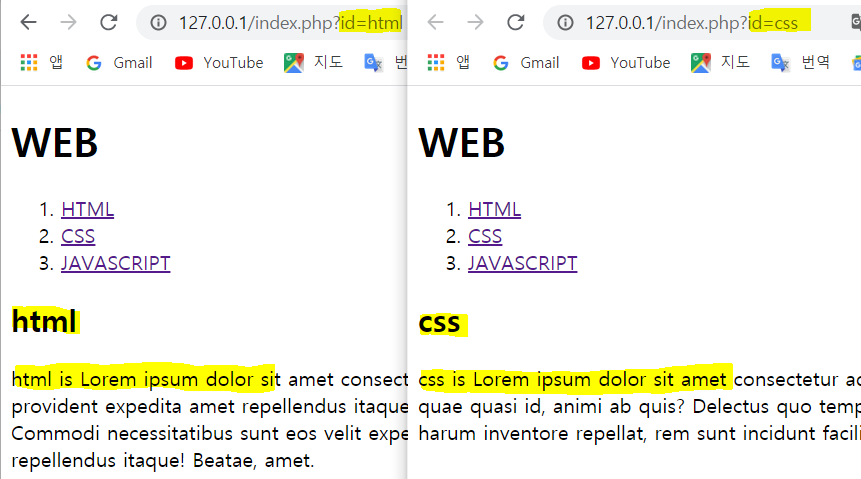 127.0.0.1/index.php?id=html
앱 Gmail YouTube 지도 번
WEB
1. HTML
2. CSS
3. JAVASCRIPT
html
html is Lorem ipsum dolor sit amet consect
provident expedita amet repellendus itaque
Commodi necessitatibus sunt eos velit expe
repellendus itaque! Beatae, amet.
127.0.0.1/index.php?id=css
앱 Gmail YouTube 지도 번역
WEB
1. HTML
2. CSS
3. JAVASCRIPT
css
css is Lorem ipsum dolor sit amet consectetur ad
quae quasi id, animi ab quis? Delectus quo temp
harum inventore repellat, rem sunt incidunt facili